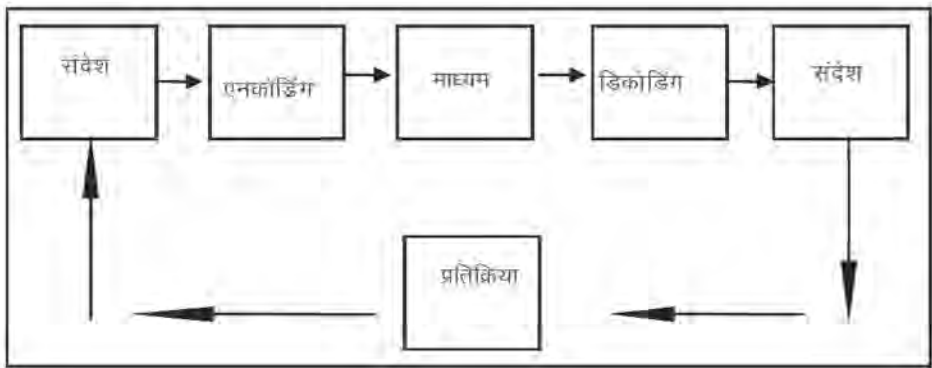 संदेश
एनकोडिंग
माध्यम
डिकोडिंग
संदेश
प्रतिक्रिया